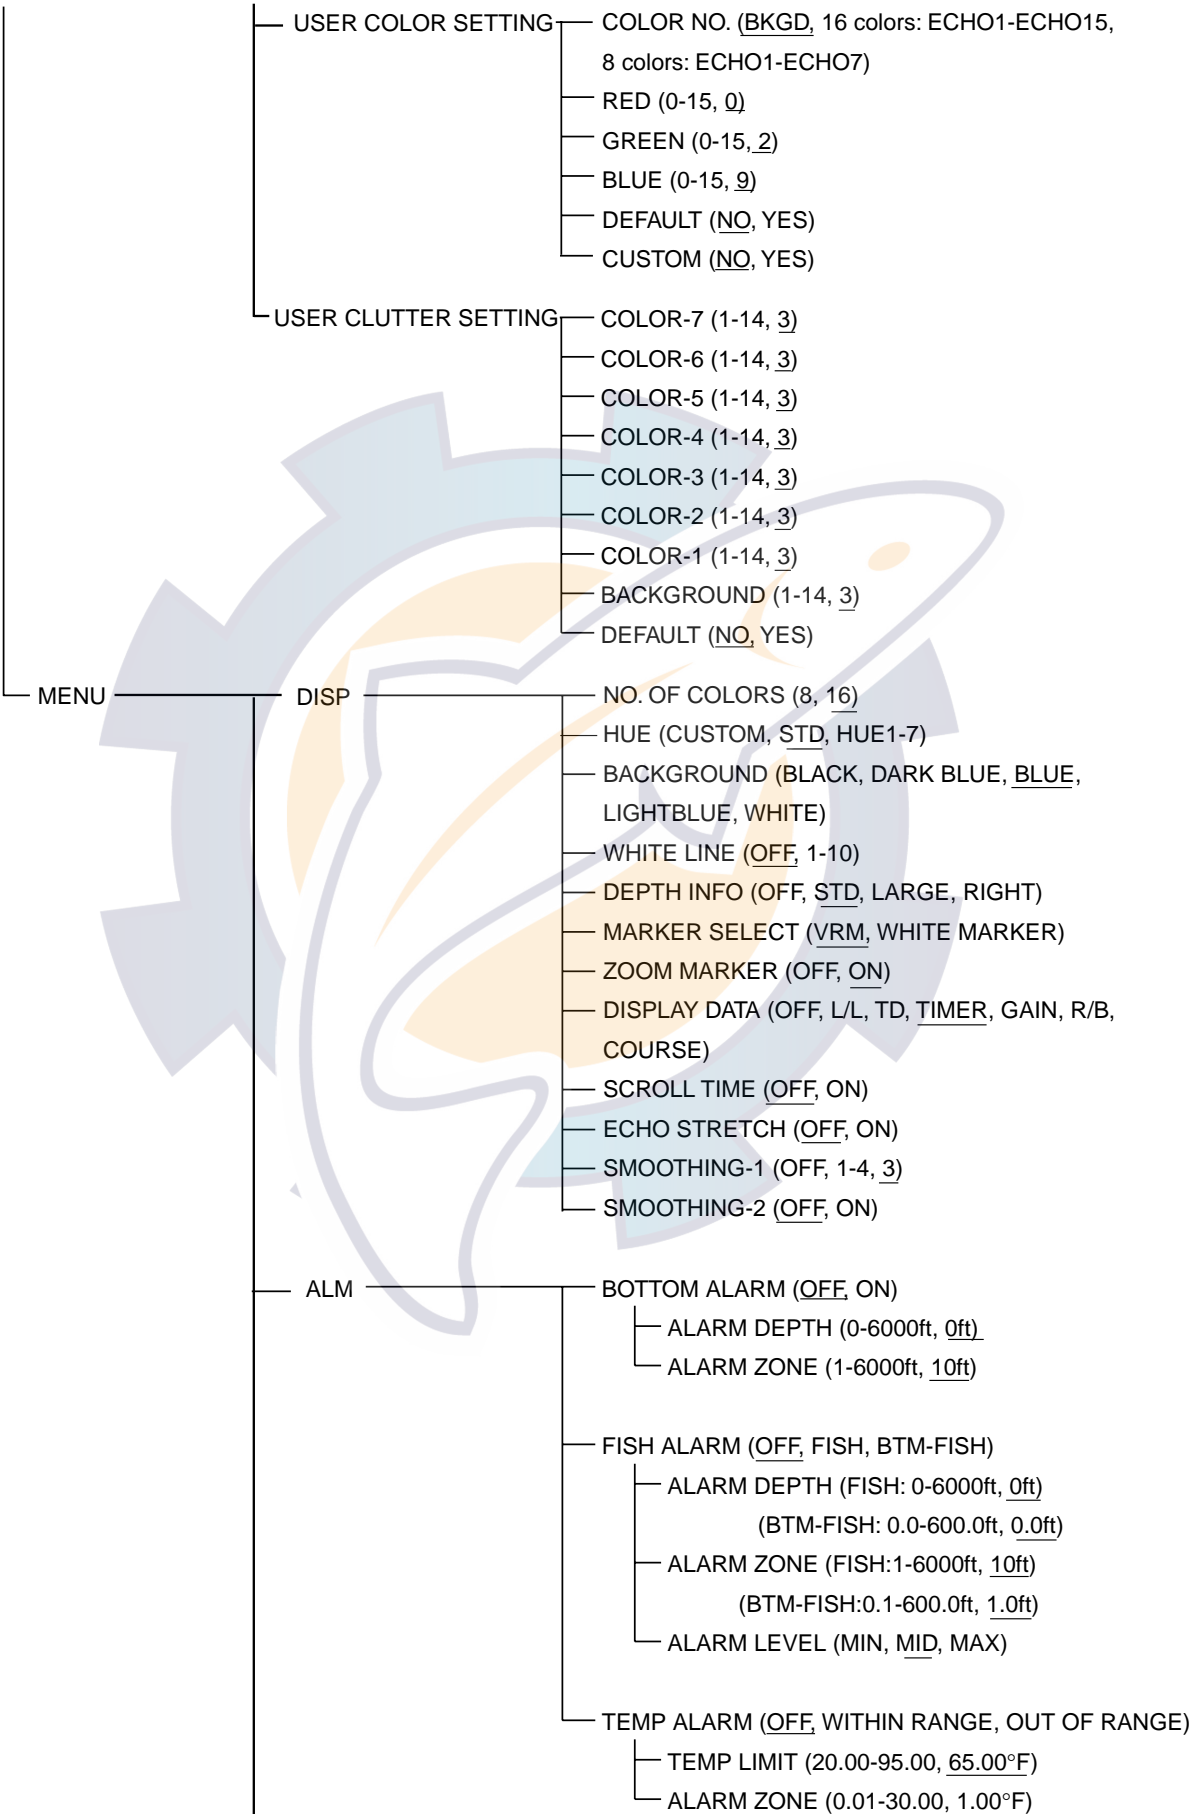 USER COLOR SETTING COLOR NO. (BKGD, 16 colors: ECHO1-ECHO15,
8 colors: ECHO1-ECHO7)
RED (0-15, 0)
GREEN (0-15, 2)
BLUE (0-15, 9)
DEFAULT (NO, YES)
CUSTOM (NO, YES)
USER CLUTTER SETTING COLOR-7 (1-14, 3)
COLOR-6 (1-14, 3)
COLOR-5 (1-14, 3)
COLOR-4 (1-14, 3)
COLOR-3 (1-14, 3)
COLOR-2 (1-14, 3)
COLOR-1 (1-14, 3)
BACKGROUND (1-14, 3)
DEFAULT (NO, YES)
MENU DISP NO. OF COLORS (8, 16)
HUE (CUSTOM, STD, HUE1-7)
BACKGROUND (BLACK, DARK BLUE, BLUE,
LIGHTBLUE, WHITE)
WHITE LINE (OFF, 1-10)
DEPTH INFO (OFF, STD, LARGE, RIGHT)
MARKER SELECT (VRM, WHITE MARKER)
ZOOM MARKER (OFF, ON)
DISPLAY DATA (OFF, L/L, TD, TIMER, GAIN, R/B,
COURSE)
SCROLL TIME (OFF, ON)
ECHO STRETCH (OFF, ON)
SMOOTHING-1 (OFF, 1-4, 3)
SMOOTHING-2 (OFF, ON)
ALM BOTTOM ALARM (OFF, ON)
ALARM DEPTH (0-6000ft, 0ft)
ALARM ZONE (1-6000ft, 10ft)
FISH ALARM (OFF, FISH, BTM-FISH)
ALARM DEPTH (FISH: 0-6000ft, 0ft)
(BTM-FISH: 0.0-600.0ft, 0.0ft)
ALARM ZONE (FISH:1-6000ft, 10ft)
(BTM-FISH:0.1-600.0ft, 1.0ft)
ALARM LEVEL (MIN, MID, MAX)
TEMP ALARM (OFF, WITHIN RANGE, OUT OF RANGE)
TEMP LIMIT (20.00-95.00, 65.00°F)
ALARM ZONE (0.01-30.00, 1.00°F)